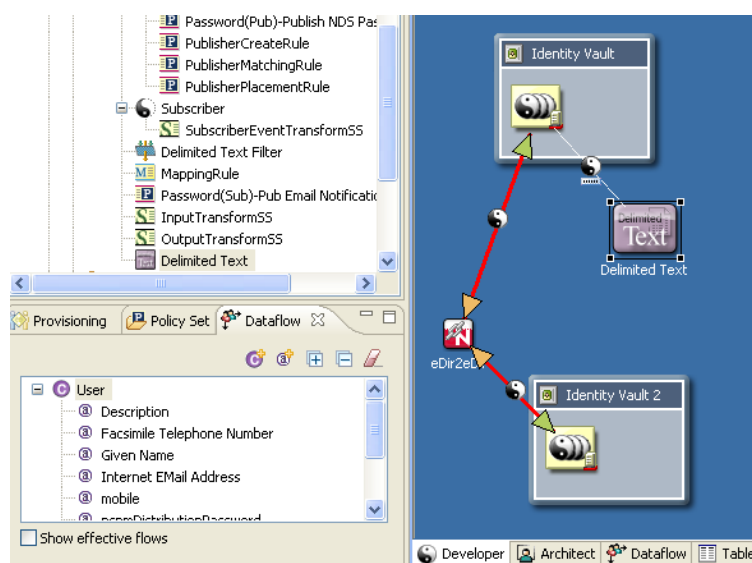 Password(Pub)-Publish NDS Pas
PublisherCreateRule
PublisherMatchingRule
PublisherPlacementRule
Subscriber
SubscriberEventTransformSS
Delimited Text Filter
MappingRule
Password(Sub)-Pub Email Notificatio
InputTransformSS
OutputTransformSS
Delimited Text
Provisioning
Policy Set
Dataflow
User
Description
Facsimile Telephone Number
Given Name
Internet EMail Address
mobile
Show effective flows
Identity Vault
Delimited
Text
Delimited Text
eDir2eDi
Identity Vault 2
Developer
Architect
Dataflow
Table